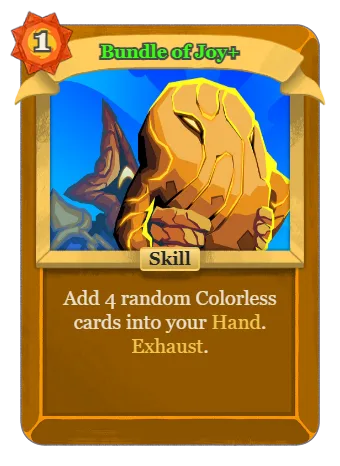 1
Bundle of Joy+
Skill
Add 4 random Colorless
cards into your Hand.
Exhaust.